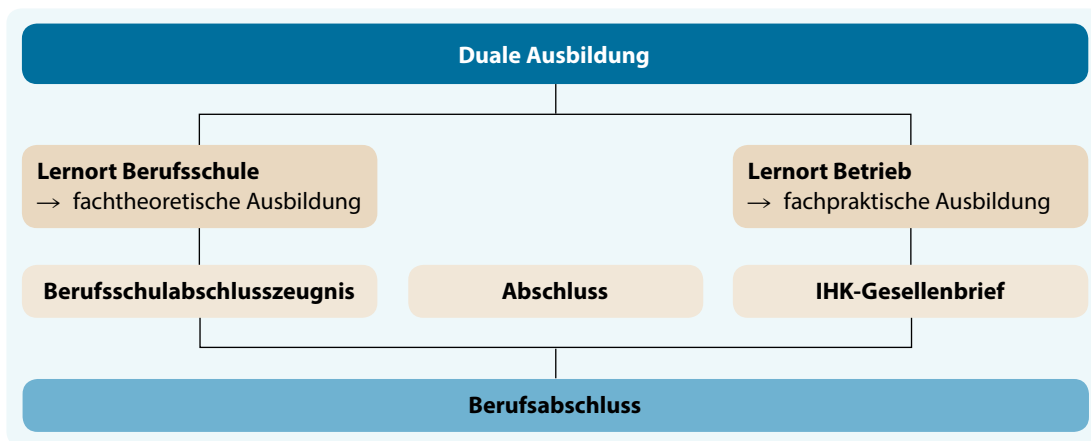 Duale Ausbildung
Lernort Berufsschule
→ fachtheoretische Ausbildung
Lernort Betrieb
→ fachpraktische Ausbildung
Berufsschulabschlusszeugnis
Abschluss
IHK-Gesellenbrief
Berufsabschluss